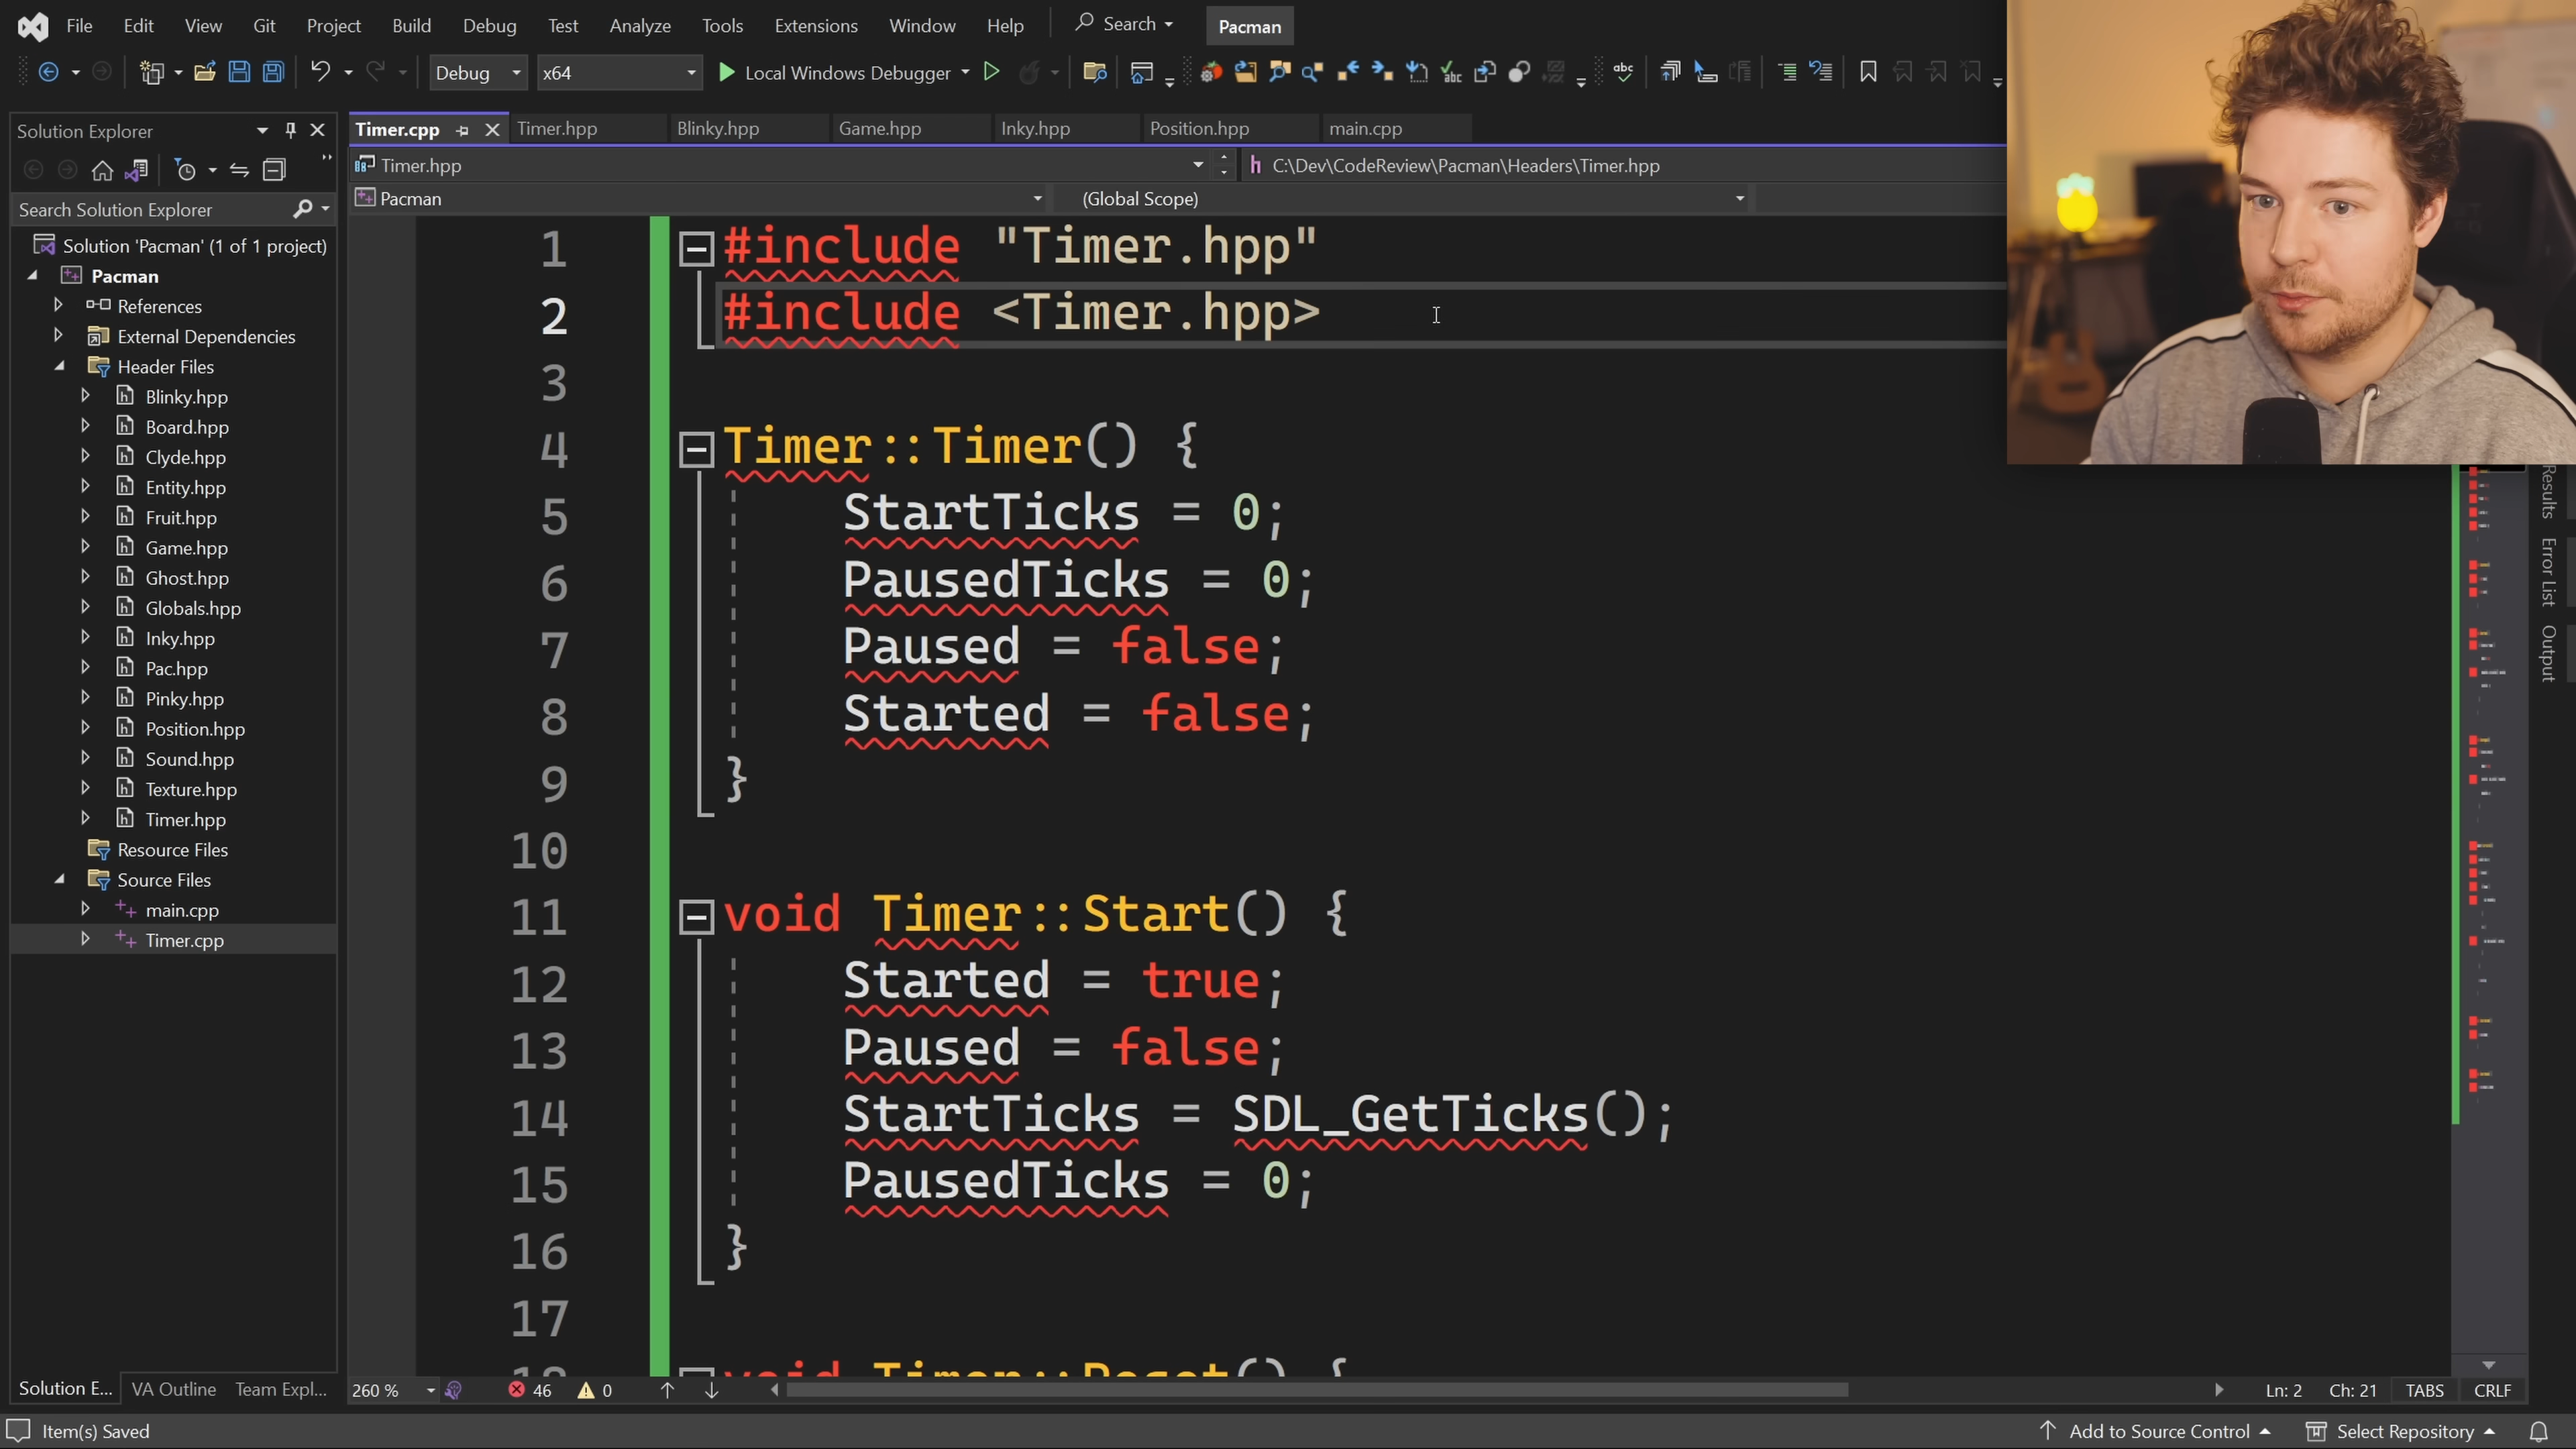 File Edit View Git Project Build Debug Test Analyze Tools Extensions Window Help Search Pacman
Debug x64 Local Windows Debugger
Solution Explorer
Search Solution Explorer
Solution 'Pacman' (1 of 1 project)
Pacman
References
External Dependencies
Header Files
Blinky.hpp
Board.hpp
Clyde.hpp
Entity.hpp
Fruit.hpp
Game.hpp
Ghost.hpp
Globals.hpp
Inky.hpp
Pac.hpp
Pinky.hpp
Position.hpp
Sound.hpp
Texture.hpp
Timer.hpp
Resource Files
Source Files
main.cpp
Timer.cpp
Solution E... VA Outline Team Expl...
Timer.cpp Timer.hpp Blinky.hpp Game.hpp Inky.hpp Position.hpp main.cpp
Timer.hpp C:\Dev\CodeReview\Pacman\Headers\Timer.hpp
Pacman (Global Scope)
1 #include "Timer.hpp"
2 #include <Timer.hpp>
3
4 Timer::Timer() {
5 StartTicks = 0;
6 PausedTicks = 0;
7 Paused = false;
8 Started = false;
9 }
10
11 void Timer::Start() {
12 Started = true;
13 Paused = false;
14 StartTicks = SDL_GetTicks();
15 PausedTicks = 0;
16 }
17
18 void Timer::Reset() {
Results
Error List
Output
260 % 46 0 Ln: 2 Ch: 21 TABS CRLF
Item(s) Saved Add to Source Control Select Repository